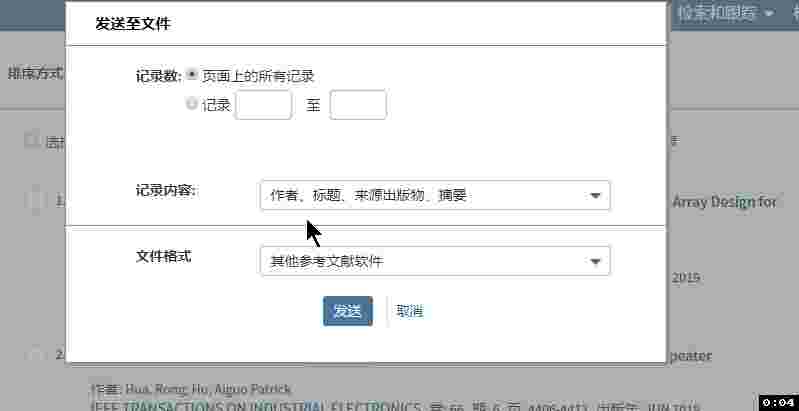 发送至文件
检索和跟踪
排序方式
记录数: 页面上的所有记录
记录 至
选
记录内容: 作者、标题、来源出版物、摘要
1.
Array Design for
文件格式 其他参考文献软件
2019
发送 取消
2.
peater
作者: Hua, Rong; Hu, Aiguo Patrick
IEEE TRANSACTIONS ON INDUSTRIAL ELECTRONICS 卷: 66 期: 6 页: 4406-4413 出版年: JUN 2019
0:04